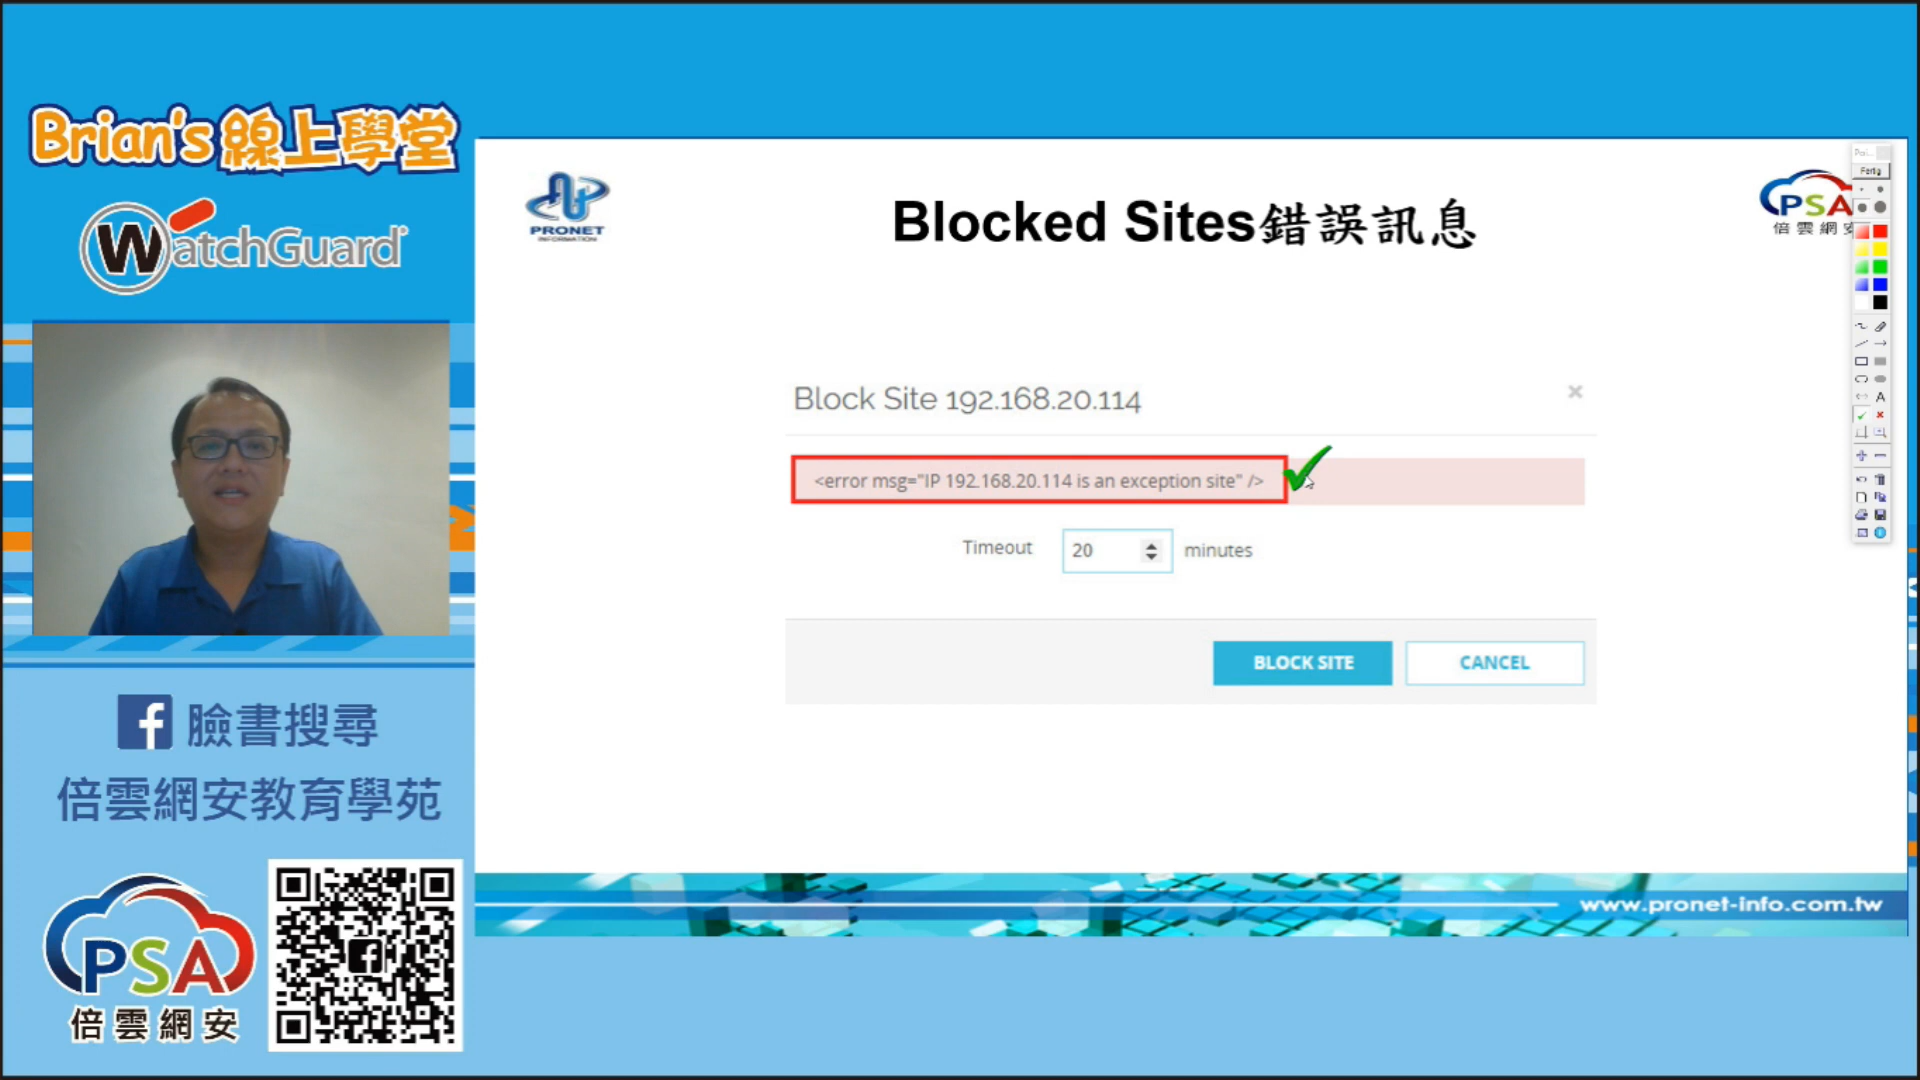 Brian's 線上學堂
WatchGuard
臉書搜尋
倍雲網安教育學苑
PSA
倍雲網安
PRONET
INFORMATION
Blocked Sites錯誤訊息
PSA
倍雲網
Fertig
A
Block Site 192.168.20.114
<error msg="IP 192.168.20.114 is an exception site" />
Timeout
20
minutes
BLOCK SITE
CANCEL
www.pronet-info.com.tw